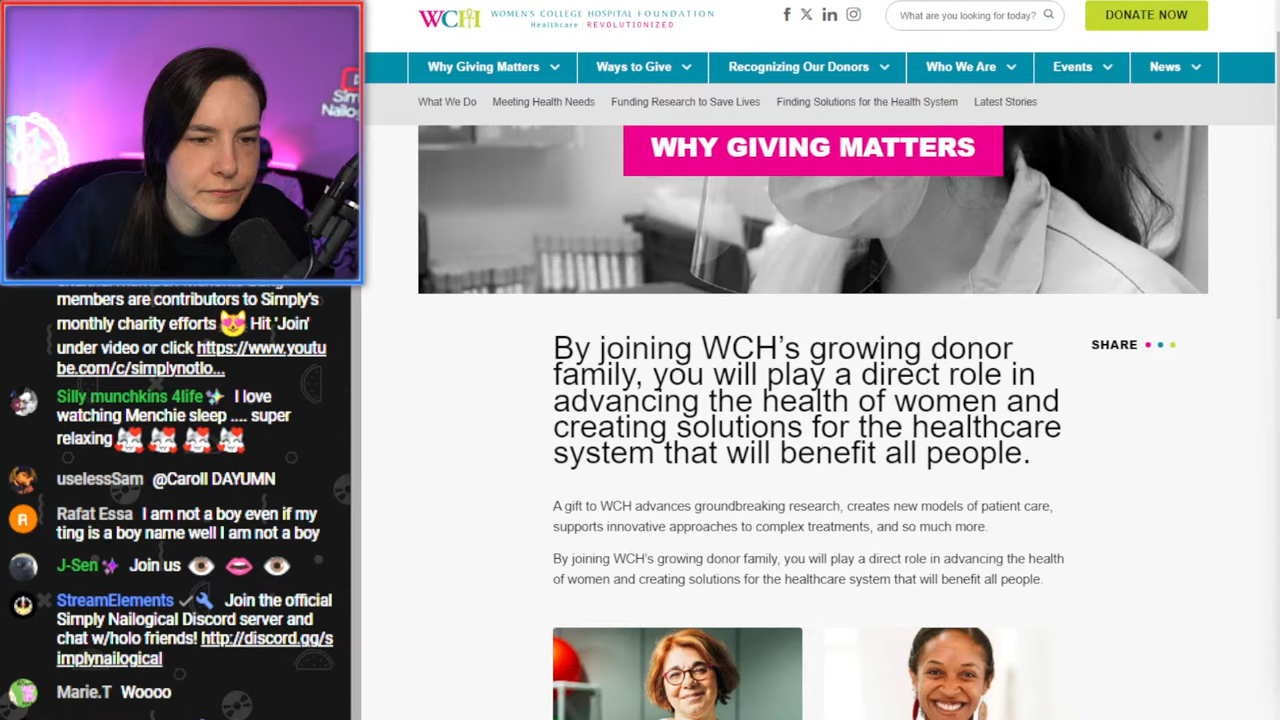 Sim
Nailog
members are contributors to Simply's
monthly charity efforts 😻 Hit 'Join'
under video or click https://www.youtu
be.com/c/simplynotlo...
Silly munchkins 4life✨ I love
watching Menchie sleep .... super
relaxing
uselessSam @Caroll DAYUMN
R
Rafat Essa I am not a boy even if my
ting is a boy name well I am not a boy
J-Sen Join us 👁 👄 👁
StreamElements Join the official
Simply Nailogical Discord server and
chat w/holo friends! http://discord.gg/s
implynailogical
Marie.T Woooo
WCH WOMEN'S COLLEGE HOSPITAL FOUNDATION
Healthcare | REVOLUTIONIZED
What are you looking for today?
DONATE NOW
Why Giving Matters
Ways to Give
Recognizing Our Donors
Who We Are
Events
News
What We Do
Meeting Health Needs
Funding Research to Save Lives
Finding Solutions for the Health System
Latest Stories
WHY GIVING MATTERS
By joining WCH's growing donor
family, you will play a direct role in
advancing the health of women and
creating solutions for the healthcare
system that will benefit all people.
SHARE
A gift to WCH advances groundbreaking research, creates new models of patient care,
supports innovative approaches to complex treatments, and so much more.
By joining WCH's growing donor family, you will play a direct role in advancing the health
of women and creating solutions for the healthcare system that will benefit all people.